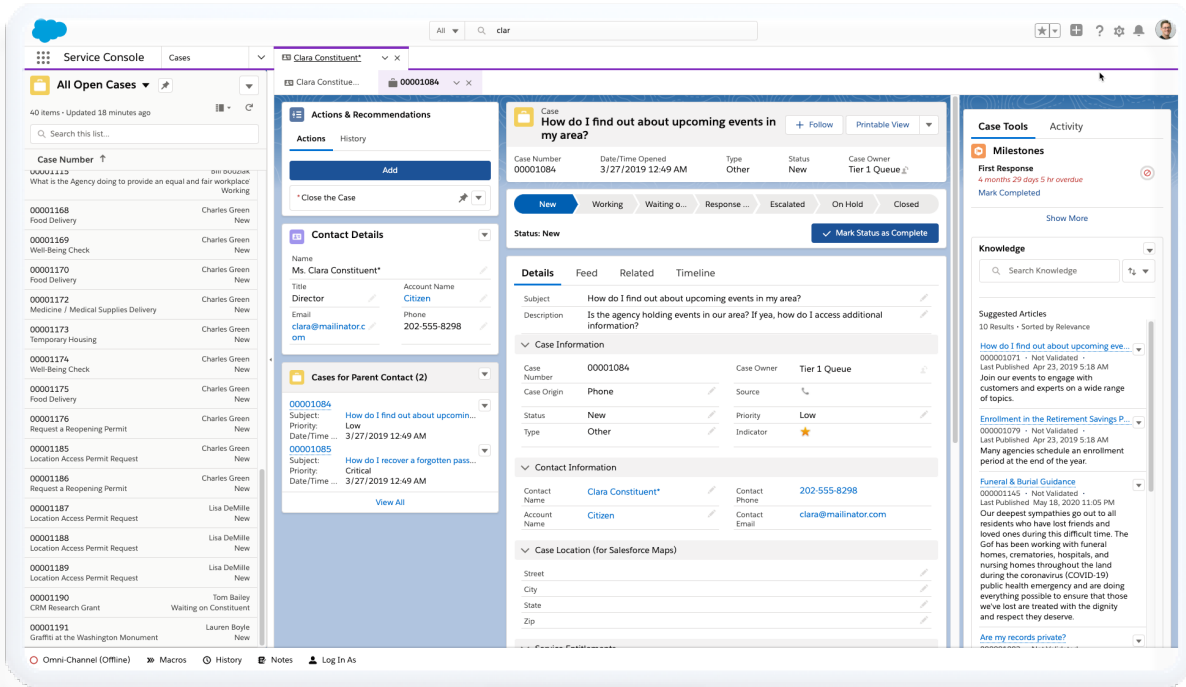 All
clar
Service Console
Cases
Clara Constituent*
All Open Cases
40 items • Updated 18 minutes ago
Search this list...
Case Number ↑
00001115 Bill Bouziak
What is the Agency doing to provide an equal and fair workplace
Working
00001168 Charles Green
Food Delivery New
00001169 Charles Green
Well-Being Check New
00001170 Charles Green
Food Delivery New
00001172 Charles Green
Medicine / Medical Supplies Delivery New
00001173 Charles Green
Temporary Housing New
00001174 Charles Green
Well-Being Check New
00001175 Charles Green
Food Delivery New
00001176 Charles Green
Request a Reopening Permit New
00001185 Charles Green
Location Access Permit Request New
00001186 Charles Green
Request a Reopening Permit New
00001187 Lisa DeMille
Location Access Permit Request New
00001188 Lisa DeMille
Location Access Permit Request New
00001189 Lisa DeMille
Location Access Permit Request New
00001190 Tom Bailey
CRM Research Grant Waiting on Constituent
00001191 Lauren Boyle
Graffiti at the Washington Monument New
Clara Constitue...
00001084
Actions & Recommendations
Actions History
Add
*Close the Case
Contact Details
Name
Ms. Clara Constituent*
Title Account Name
Director Citizen
Email Phone
clara@mailinator.c 202-555-8298
om
Cases for Parent Contact (2)
00001084
Subject: How do I find out about upcomin...
Priority: Low
Date/Time ... 3/27/2019 12:49 AM
00001085
Subject: How do I recover a forgotten pass...
Priority: Critical
Date/Time ... 3/27/2019 12:49 AM
View All
Case
How do I find out about upcoming events in
my area?
+ Follow
Printable View
Case Number Date/Time Opened Type Status Case Owner
00001084 3/27/2019 12:49 AM Other New Tier 1 Queue
New Working Waiting o... Response ... Escalated On Hold Closed
Status: New
Mark Status as Complete
Details Feed Related Timeline
Subject How do I find out about upcoming events in my area?
Description Is the agency holding events in our area? If yea, how do I access additional
information?
Case Information
Case
Number 00001084
Case Owner Tier 1 Queue
Case Origin Phone Source
Status New Priority Low
Type Other Indicator
Contact Information
Contact
Name Clara Constituent*
Contact
Phone 202-555-8298
Account
Name Citizen
Contact
Email clara@mailinator.com
Case Location (for Salesforce Maps)
Street
City
State
Zip
Service Entitlements
Case Tools Activity
Milestones
First Response
4 months 29 days 5 hr overdue
Mark Completed
Show More
Knowledge
Search Knowledge
Suggested Articles
10 Results • Sorted by Relevance
How do I find out about upcoming eve...
000001071 • Not Validated •
Last Published Apr 23, 2019 5:18 AM
Join our events to engage with
customers and experts on a wide range
of topics.
Enrollment in the Retirement Savings P...
000001079 • Not Validated •
Last Published Apr 23, 2019 5:18 AM
Many agencies schedule an enrollment
period at the end of the year.
Funeral & Burial Guidance
000001145 • Not Validated •
Last Published May 18, 2020 11:05 PM
Our deepest sympathies go out to all
residents who have lost friends and
loved ones during this difficult time. The
Gof has been working with funeral
homes, crematories, hospitals, and
nursing homes throughout the land
during the coronavirus (COVID-19)
public health emergency and are doing
everything possible to ensure that those
we've lost are treated with the dignity
and respect they deserve.
Are my records private?
Omni-Channel (Offline) Macros History Notes Log In As